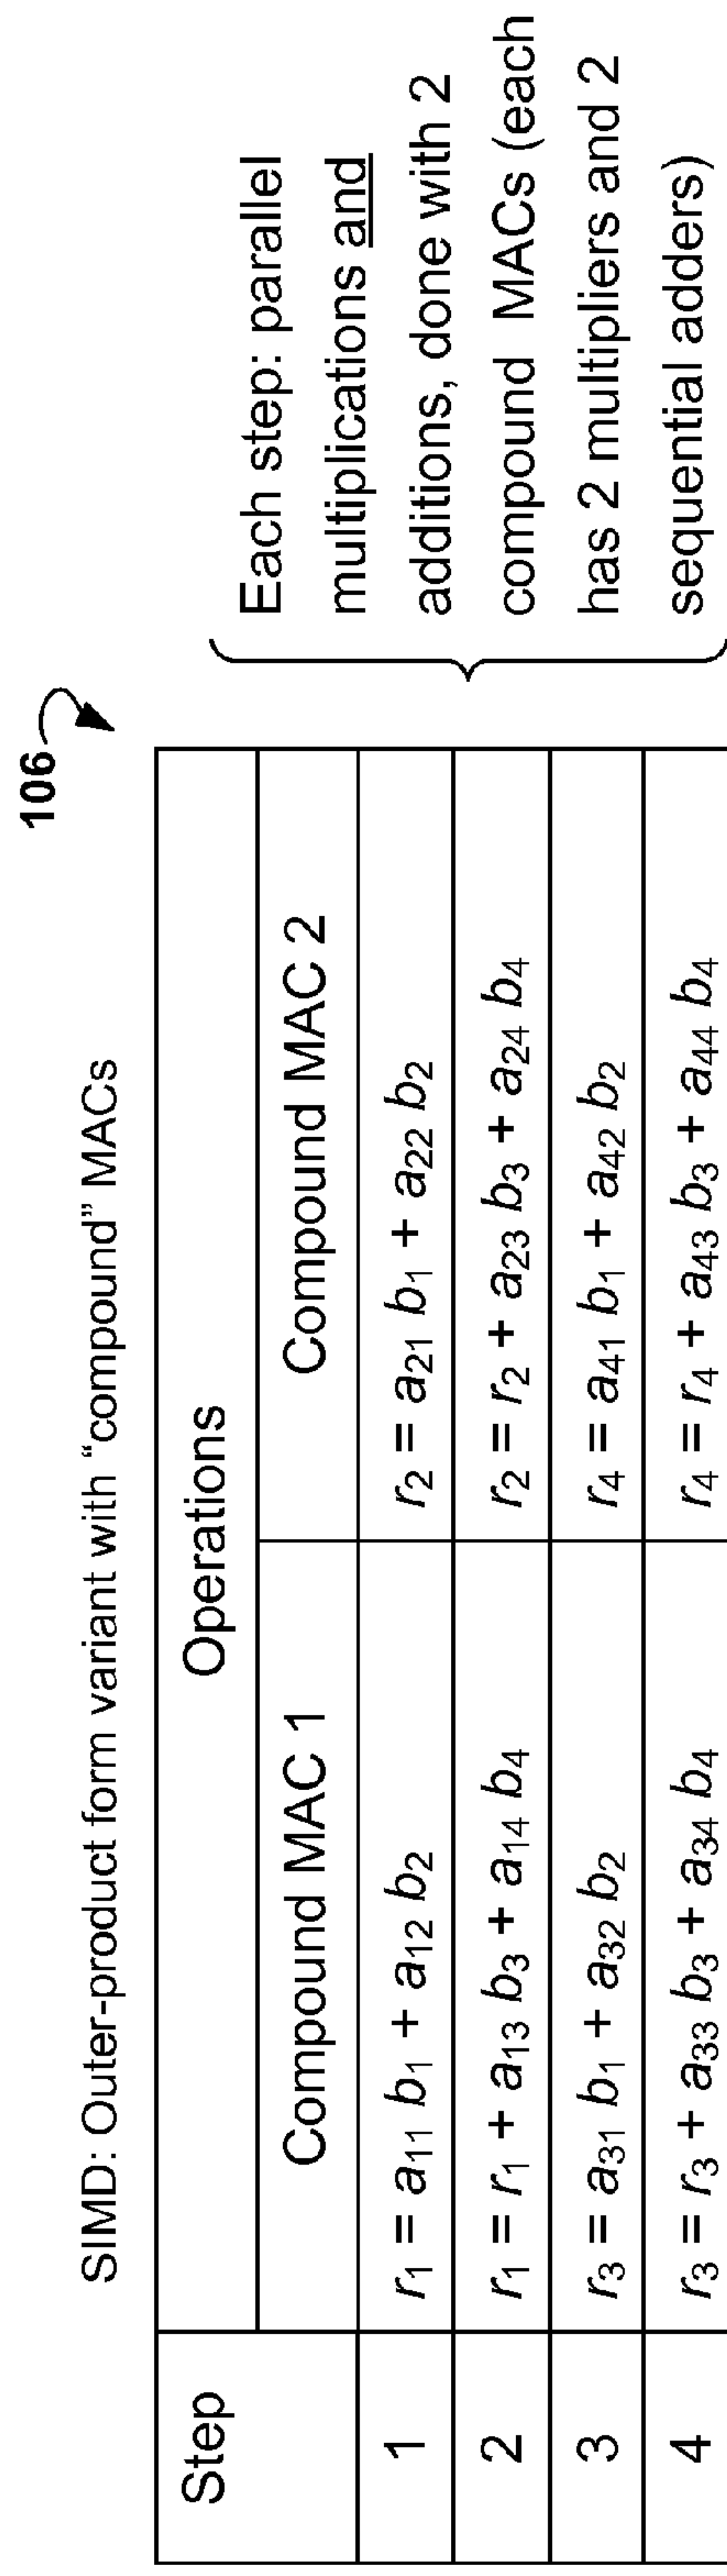 106
SIMD: Outer-product form variant with “compound” MACs
Step
Operations
Compound MAC 1
Compound MAC 2
1
r₁ = a₁₁ b₁ + a₁₂ b₂
r₂ = a₂₁ b₁ + a₂₂ b₂
2
r₁ = r₁ + a₁₃ b₃ + a₁₄ b₄
r₂ = r₂ + a₂₃ b₃ + a₂₄ b₄
3
r₃ = a₃₁ b₁ + a₃₂ b₂
r₄ = a₄₁ b₁ + a₄₂ b₂
4
r₃ = r₃ + a₃₃ b₃ + a₃₄ b₄
r₄ = r₄ + a₄₃ b₃ + a₄₄ b₄
Each step: parallel
multiplications and
additions, done with 2
compound MACs (each
has 2 multipliers and 2
sequential adders)